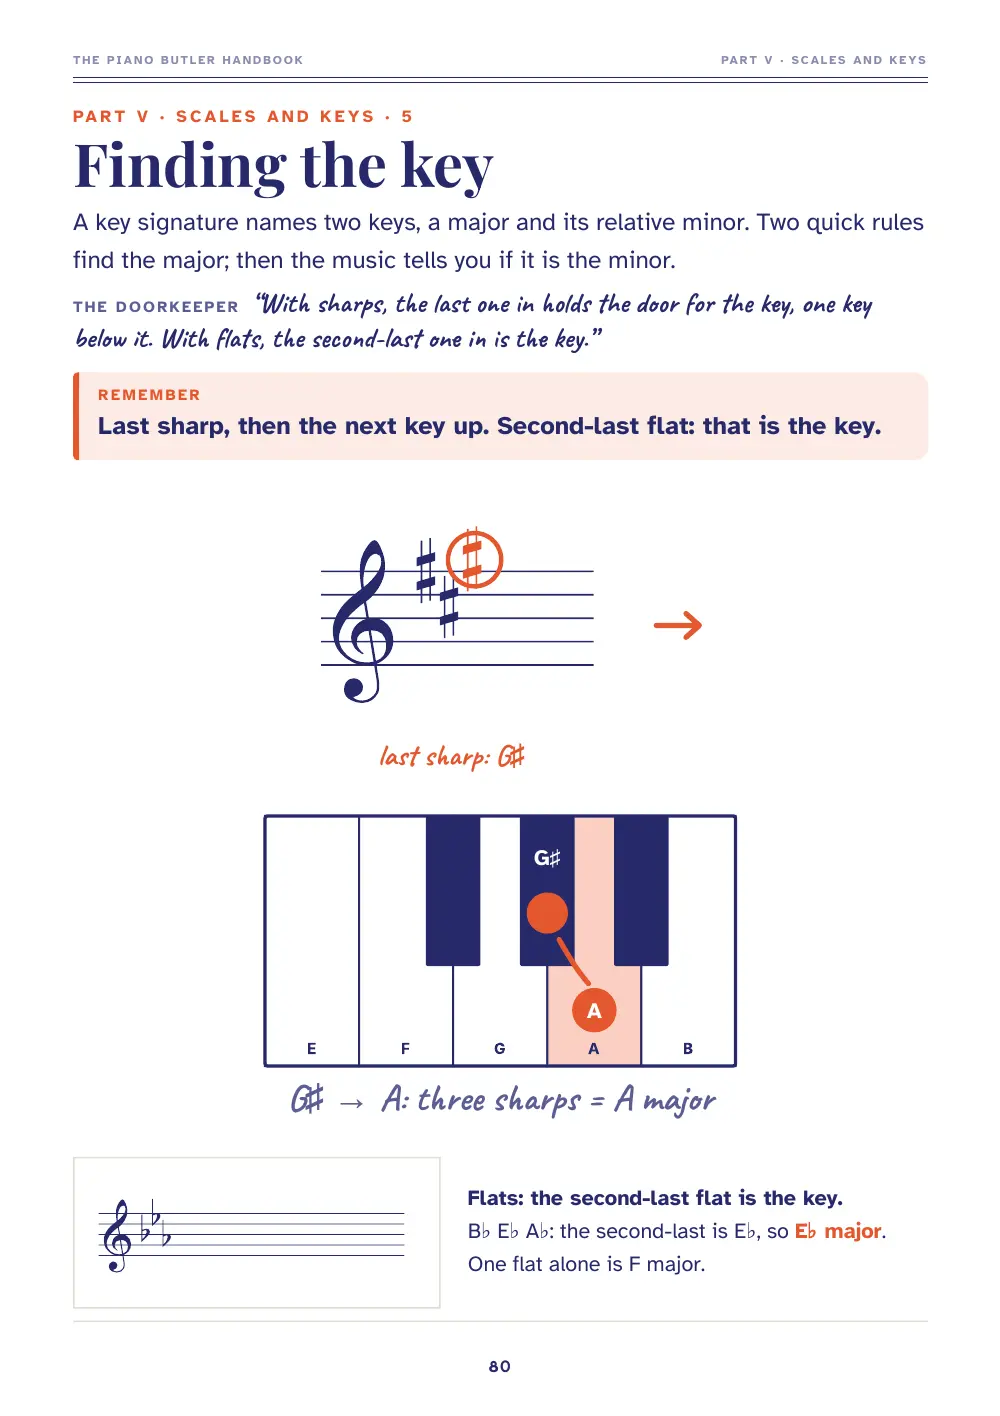 THE PIANO BUTLER HANDBOOK
PART V · SCALES AND KEYS
PART V · SCALES AND KEYS · 5
Finding the key
A key signature names two keys, a major and its relative minor. Two quick rules
find the major; then the music tells you if it is the minor.
THE DOORKEEPER “With sharps, the last one in holds the door for the key, one key
below it. With flats, the second-last one in is the key.”
REMEMBER
Last sharp, then the next key up. Second-last flat: that is the key.
→
last sharp: G♯
G♯
A
E F G A B
G♯ → A: three sharps = A major
Flats: the second-last flat is the key.
B♭ E♭ A♭: the second-last is E♭, so E♭ major.
One flat alone is F major.
80